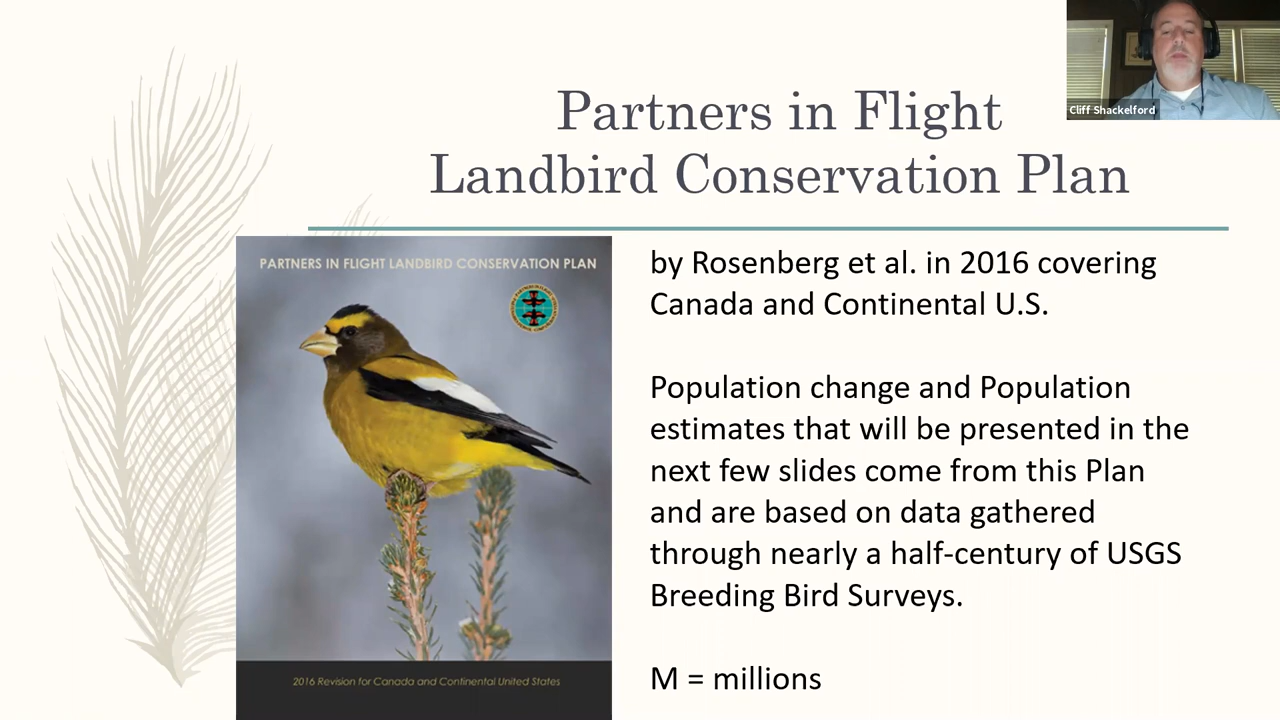 Cliff Shackelford
Partners in Flight
Landbird Conservation Plan
PARTNERS IN FLIGHT LANDBIRD CONSERVATION PLAN
2016 Revision for Canada and Continental United States
by Rosenberg et al. in 2016 covering
Canada and Continental U.S.
Population change and Population
estimates that will be presented in the
next few slides come from this Plan
and are based on data gathered
through nearly a half-century of USGS
Breeding Bird Surveys.
M = millions